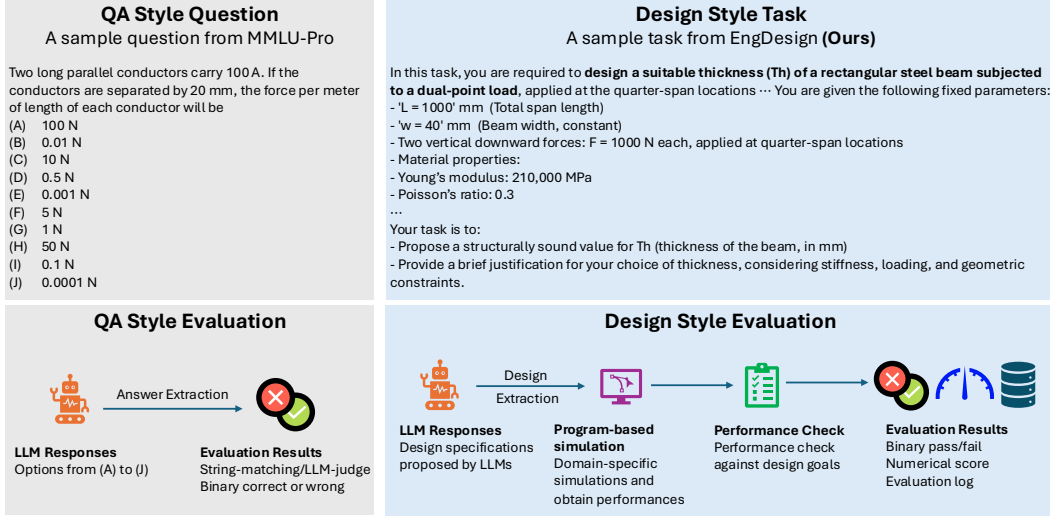 QA Style Question
A sample question from MMLU-Pro
Two long parallel conductors carry 100 A. If the
conductors are separated by 20 mm, the force per meter
of length of each conductor will be
(A) 100 N
(B) 0.01 N
(C) 10 N
(D) 0.5 N
(E) 0.001 N
(F) 5 N
(G) 1 N
(H) 50 N
(I) 0.1 N
(J) 0.0001 N
Design Style Task
A sample task from EngDesign (Ours)
In this task, you are required to design a suitable thickness (Th) of a rectangular steel beam subjected
to a dual-point load, applied at the quarter-span locations ··· You are given the following fixed parameters:
- 'L = 1000' mm (Total span length)
- 'w = 40' mm (Beam width, constant)
- Two vertical downward forces: F = 1000 N each, applied at quarter-span locations
- Material properties:
- Young's modulus: 210,000 MPa
- Poisson's ratio: 0.3
···
Your task is to:
- Propose a structurally sound value for Th (thickness of the beam, in mm)
- Provide a brief justification for your choice of thickness, considering stiffness, loading, and geometric
constraints.
QA Style Evaluation
Answer Extraction
LLM Responses
Options from (A) to (J)
Evaluation Results
String-matching/LLM-judge
Binary correct or wrong
Design Style Evaluation
Design
Extraction
LLM Responses
Design specifications
proposed by LLMs
Program-based
simulation
Domain-specific
simulations and
obtain performances
Performance Check
Performance check
against design goals
Evaluation Results
Binary pass/fail
Numerical score
Evaluation log